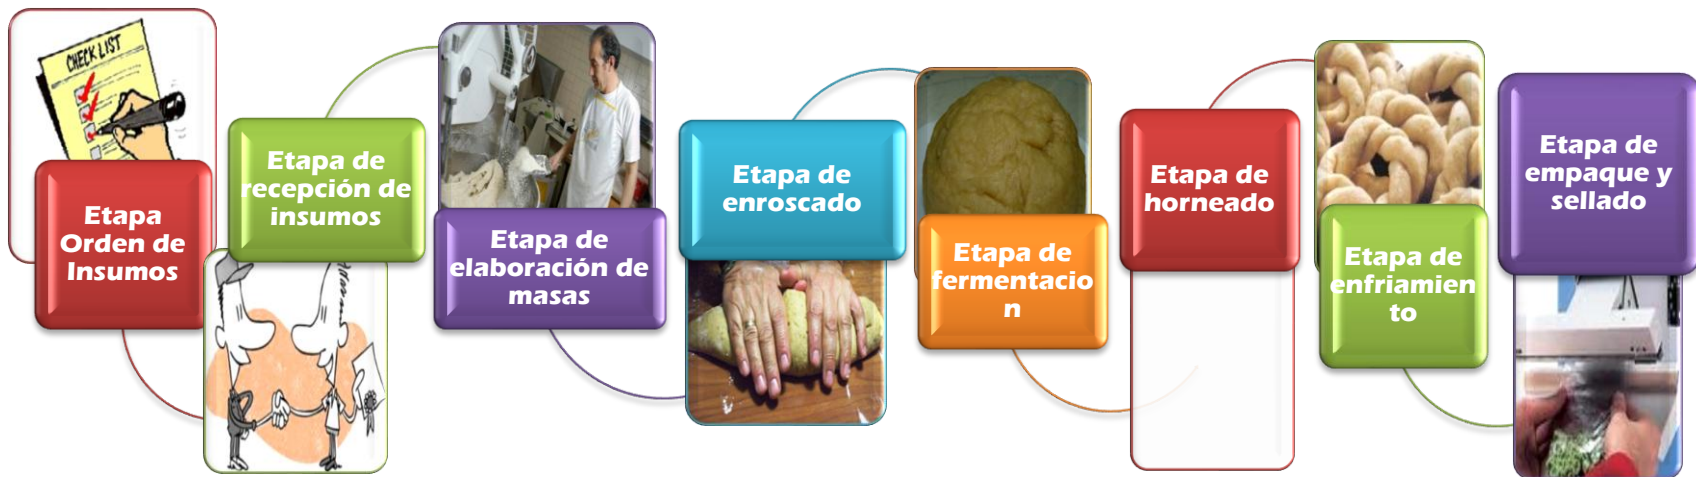 CHECK LIST
Etapa
Orden de
Insumos
Etapa de
recepción de
insumos
Etapa de
elaboración de
masas
Etapa de
enroscado
Etapa de
fermentacio
n
Etapa de
horneado
Etapa de
enfriamien
to
Etapa de
empaque y
sellado